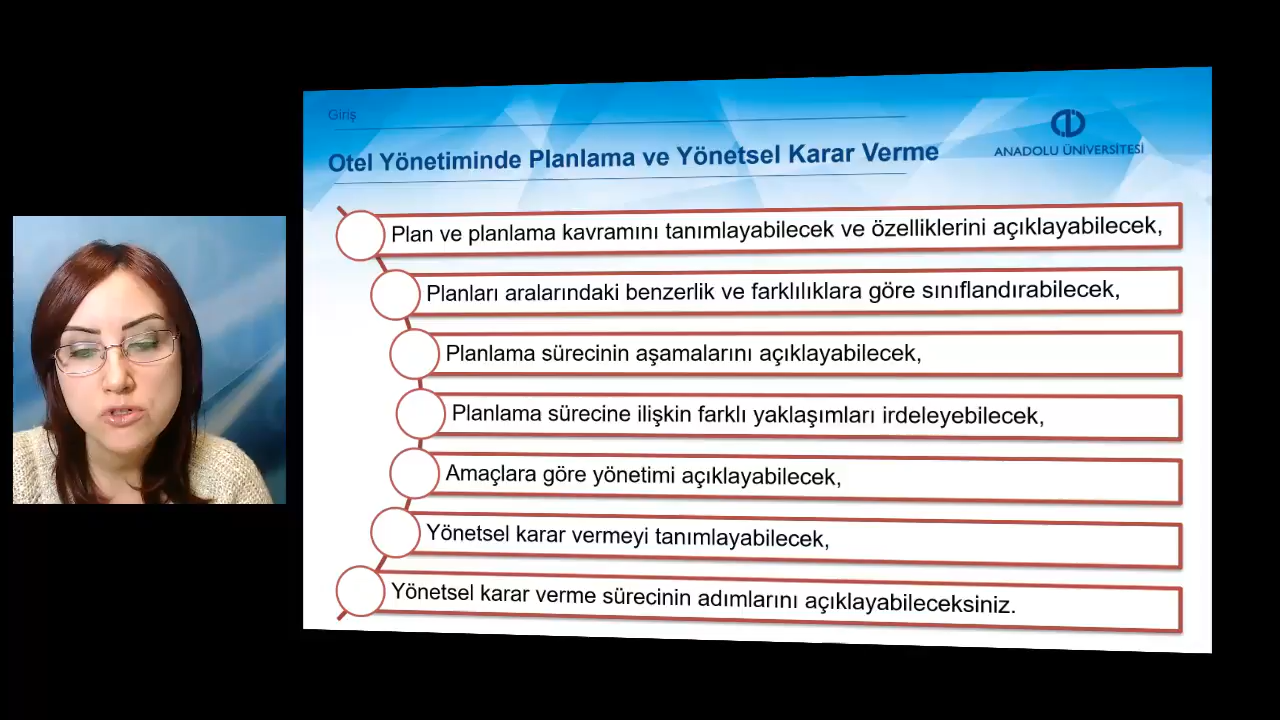 Giriş
Otel Yönetiminde Planlama ve Yönetsel Karar Verme
ANADOLU ÜNİVERSİTESİ
Plan ve planlama kavramını tanımlayabilecek ve özelliklerini açıklayabilecek,
Planları aralarındaki benzerlik ve farklılıklara göre sınıflandırabilecek,
Planlama sürecinin aşamalarını açıklayabilecek,
Planlama sürecine ilişkin farklı yaklaşımları irdeleyebilecek,
Amaçlara göre yönetimi açıklayabilecek,
Yönetsel karar vermeyi tanımlayabilecek,
Yönetsel karar verme sürecinin adımlarını açıklayabileceksiniz.